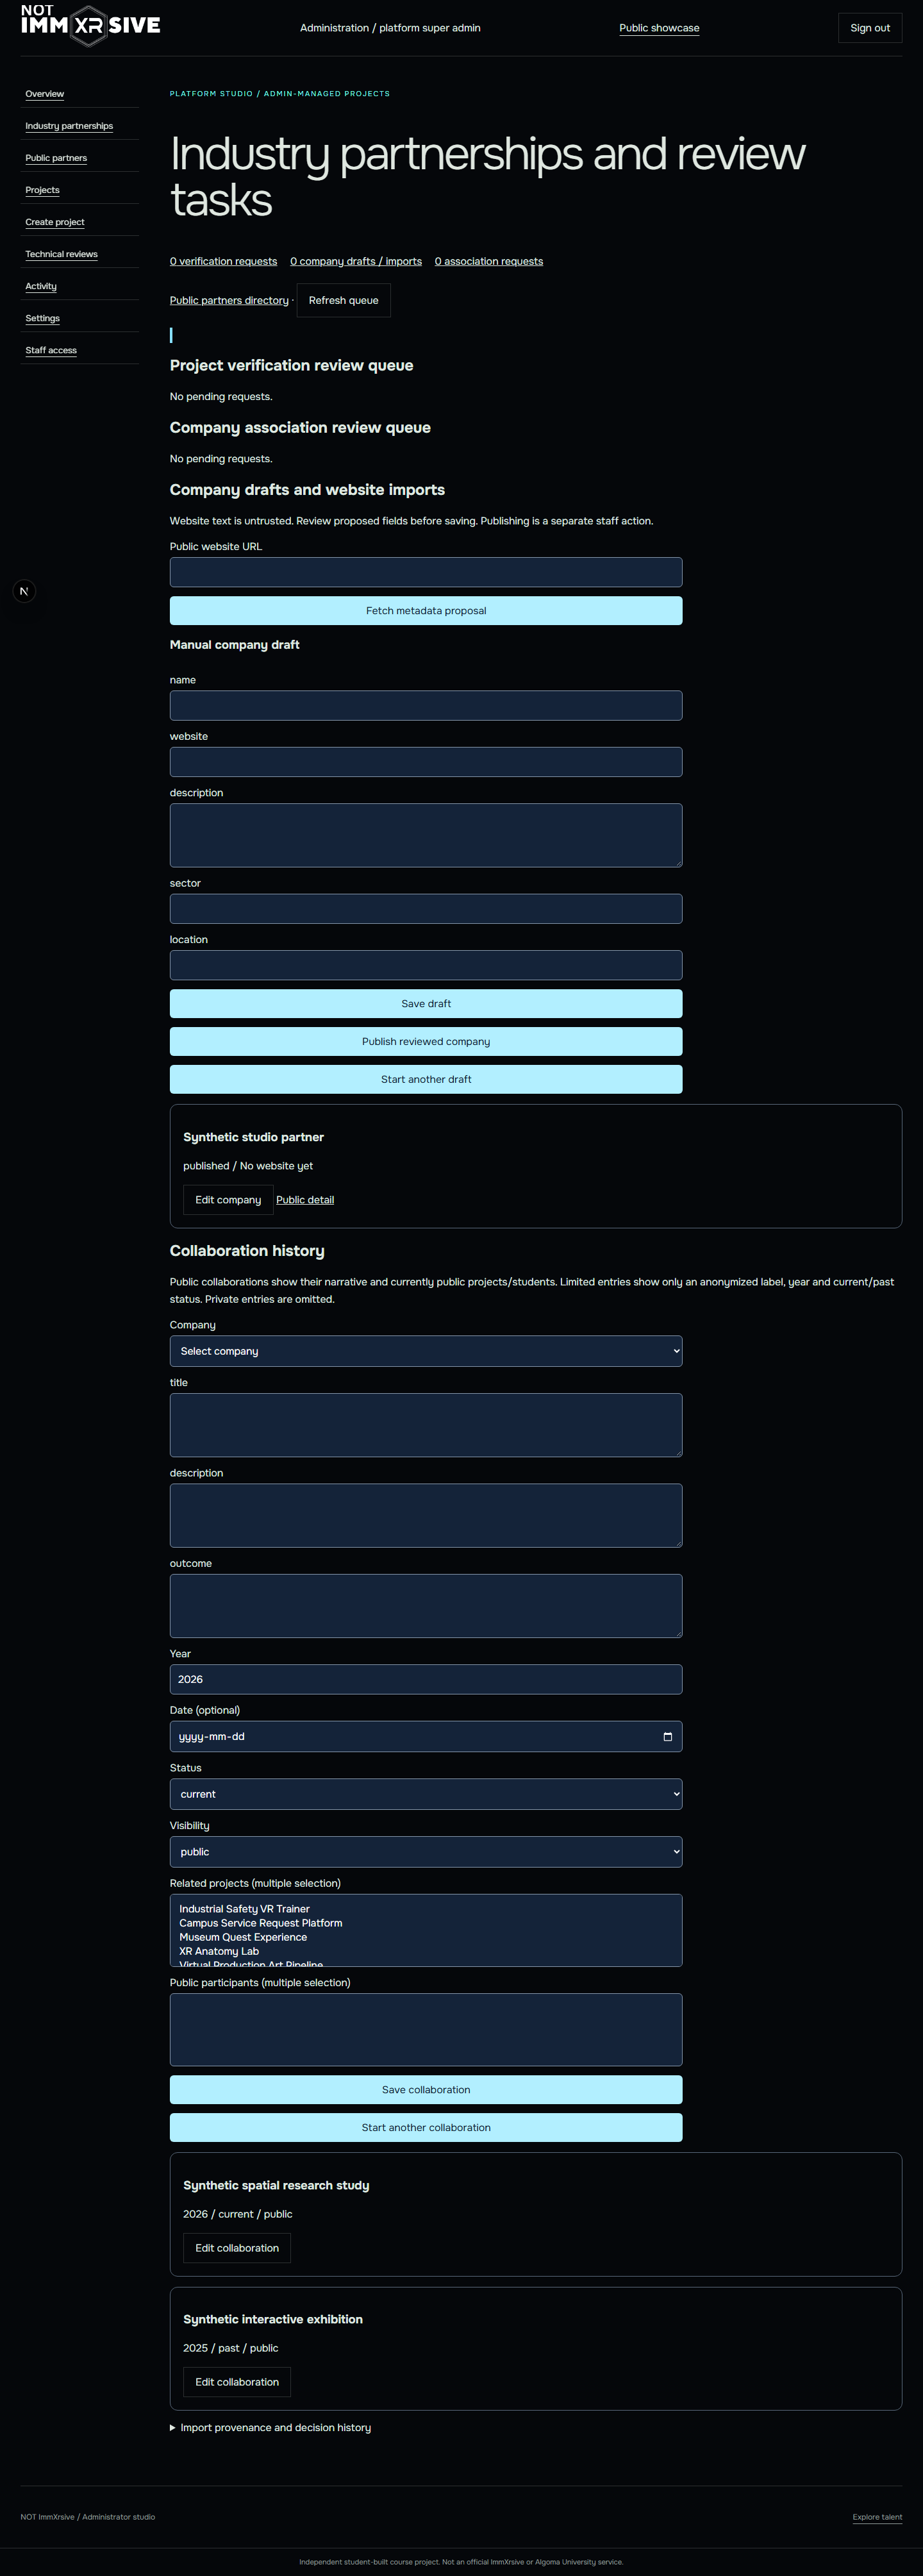 NOT
IMMXRSIVE
Administration / platform super admin
Public showcase
Sign out
Overview
Industry partnerships
Public partners
Projects
Create project
Technical reviews
Activity
Settings
Staff access
PLATFORM STUDIO / ADMIN-MANAGED PROJECTS
Industry partnerships and review
tasks
0 verification requests 0 company drafts / imports 0 association requests
Public partners directory · Refresh queue
Project verification review queue
No pending requests.
Company association review queue
No pending requests.
Company drafts and website imports
Website text is untrusted. Review proposed fields before saving. Publishing is a separate staff action.
Public website URL
Fetch metadata proposal
Manual company draft
name
website
description
sector
location
Save draft
Publish reviewed company
Start another draft
Synthetic studio partner
published / No website yet
Edit company Public detail
Collaboration history
Public collaborations show their narrative and currently public projects/students. Limited entries show only an anonymized label, year and current/past
status. Private entries are omitted.
Company
Select company
title
description
outcome
Year
2026
Date (optional)
yyyy-mm-dd
Status
current
Visibility
public
Related projects (multiple selection)
Industrial Safety VR Trainer
Campus Service Request Platform
Museum Quest Experience
XR Anatomy Lab
Virtual Production Art Pipeline
Public participants (multiple selection)
Save collaboration
Start another collaboration
Synthetic spatial research study
2026 / current / public
Edit collaboration
Synthetic interactive exhibition
2025 / past / public
Edit collaboration
Import provenance and decision history
NOT ImmXrsive / Administrator studio
Explore talent
Independent student-built course project. Not an official ImmXrsive or Algoma University service.